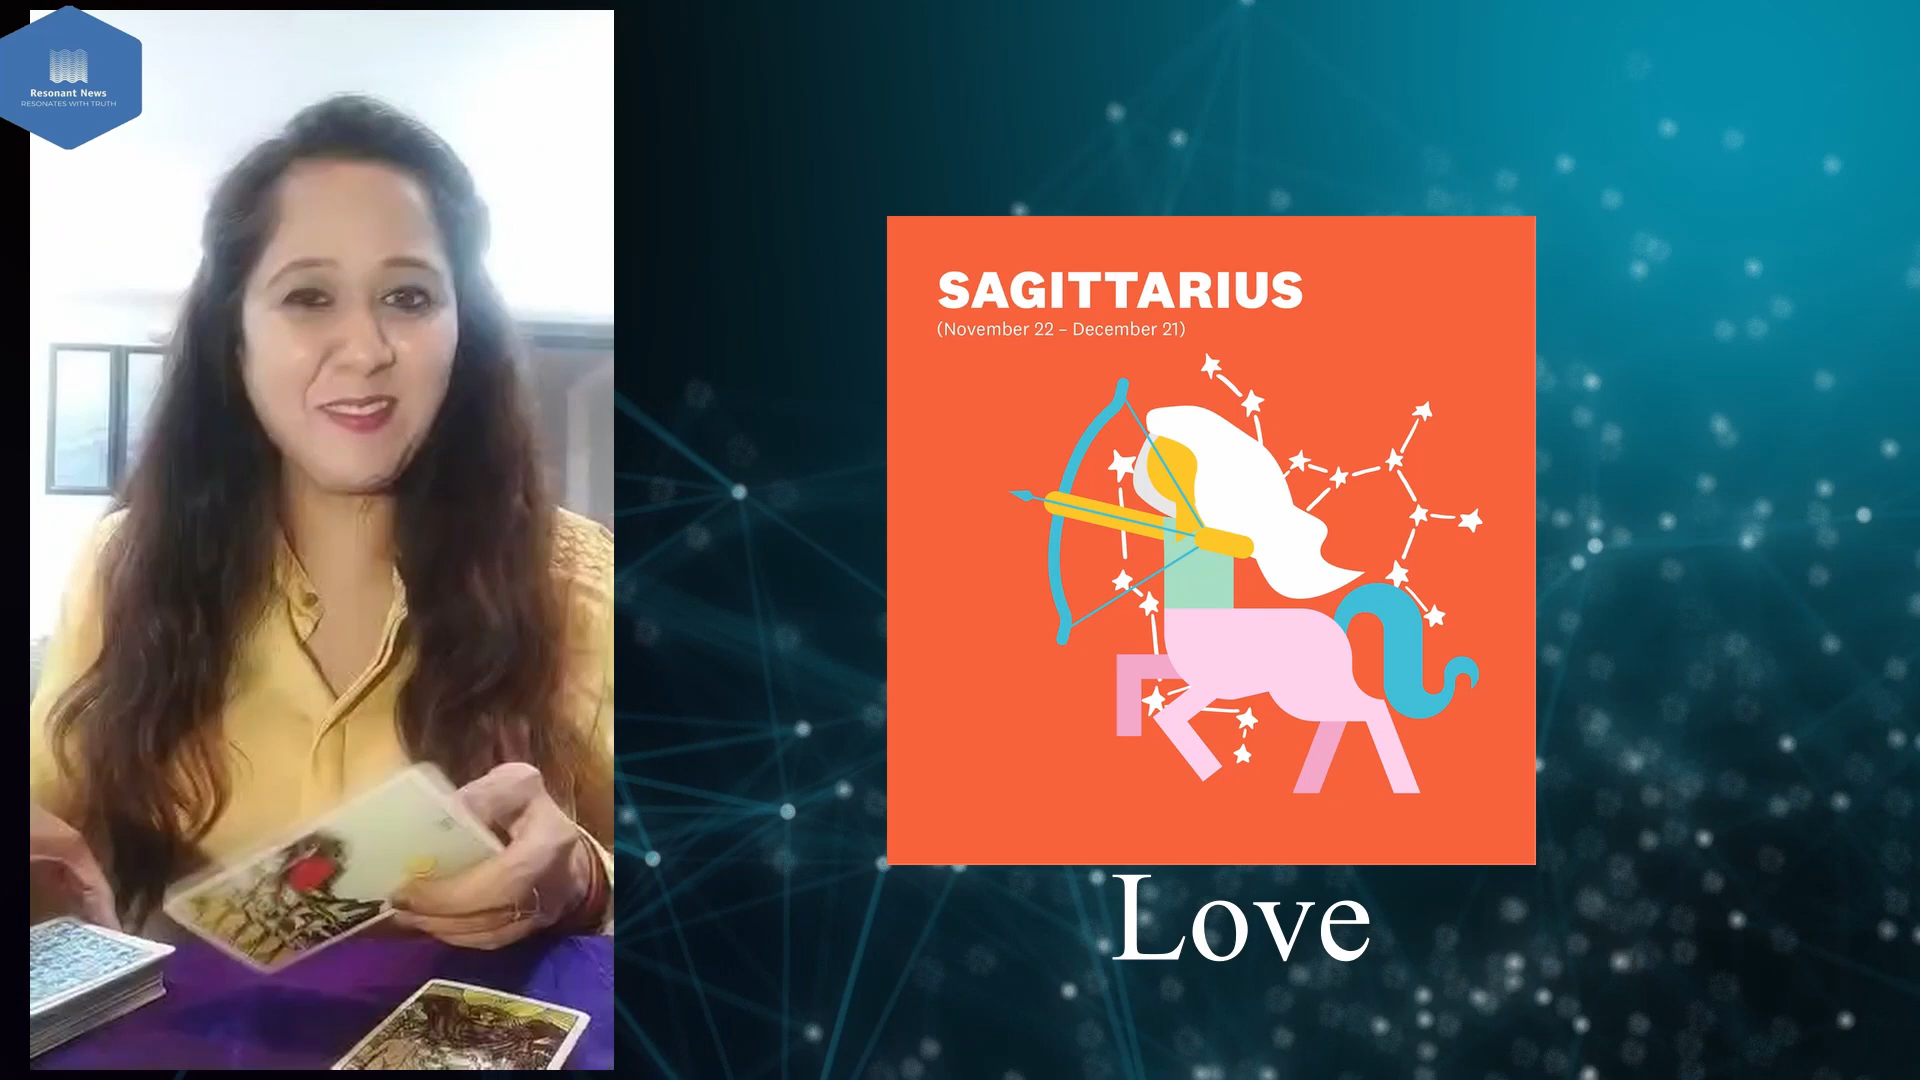 Resonant News
RESONATES WITH TRUTH
SAGITTARIUS
(November 22 – December 21)
Love